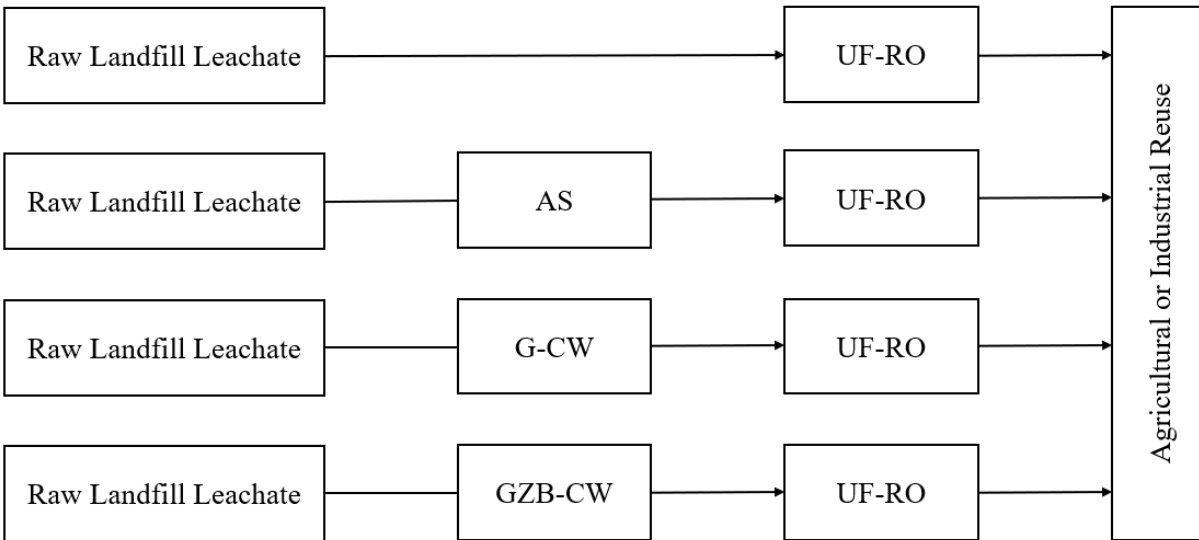 Raw Landfill Leachate
UF-RO
Raw Landfill Leachate
AS
UF-RO
Raw Landfill Leachate
G-CW
UF-RO
Raw Landfill Leachate
GZB-CW
UF-RO
Agricultural or Industrial Reuse